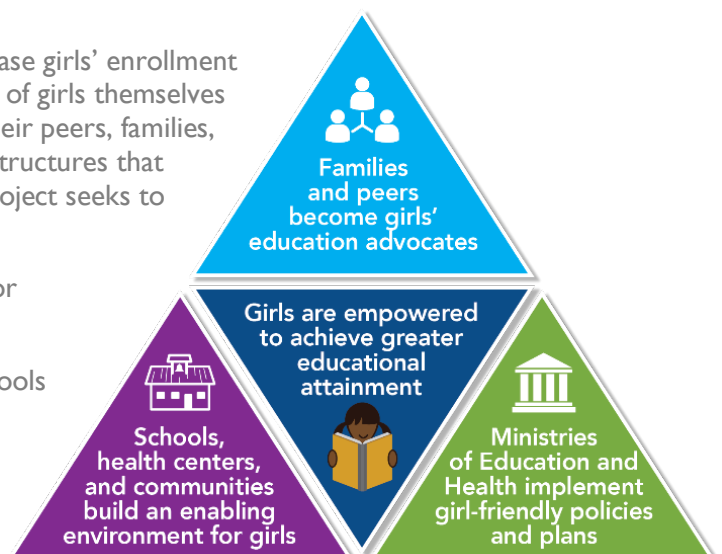 ase girls' enrollment
of girls themselves
eir peers, families,
tructures that
oject seeks to
or
ools
Families
and peers
become girls'
education advocates
Girls are empowered
to achieve greater
educational
attainment
Schools,
health centers,
and communities
build an enabling
environment for girls
Ministries
of Education and
Health implement
girl-friendly policies
and plans